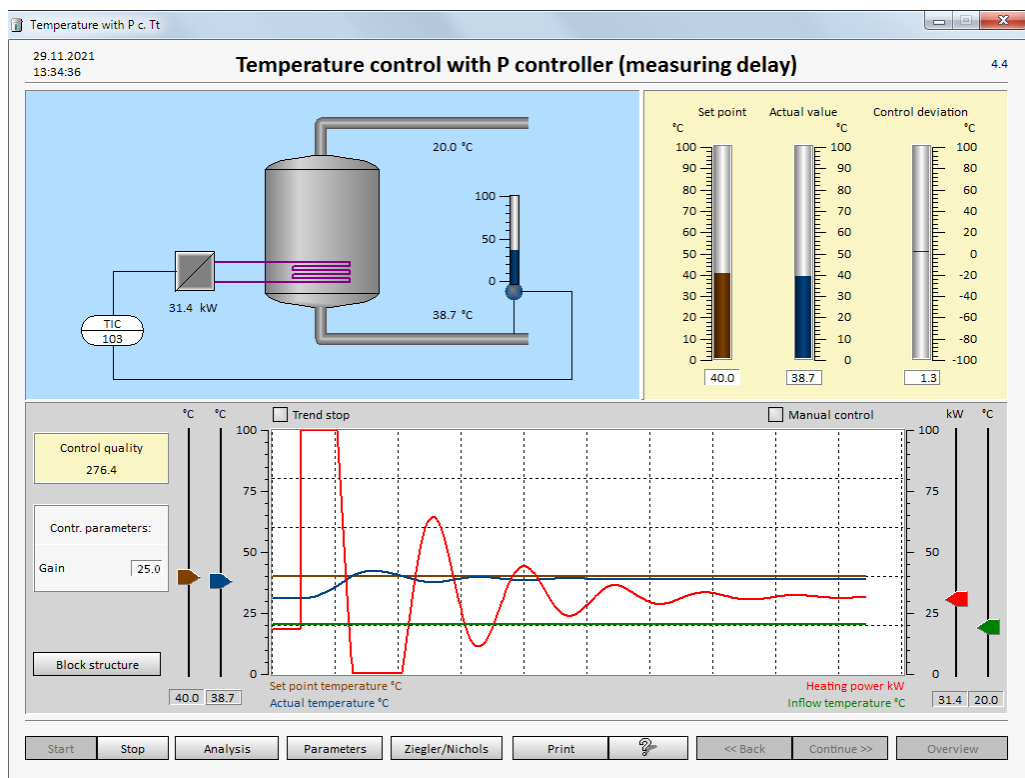 Temperature with P c. Tt
29.11.2021
13:34:36
Temperature control with P controller (measuring delay)
4.4
20.0 °C
100
50
0
31.4 kW
TIC
103
38.7 °C
Set point Actual value Control deviation
°C °C °C
100 100 100
90 90 80
80 80 60
70 70 40
60 60 20
50 50 0
40 40 -20
30 30 -40
20 20 -60
10 10 -80
0 0 -100
40.0 38.7 1.3
°C °C Trend stop Manual control kW °C
Control quality
276.4
Contr. parameters:
Gain 25.0
Block structure
100 100
75 75
50 50
25 25
0 0
40.0 38.7
Set point temperature °C Heating power kW
Actual temperature °C Inflow temperature °C
31.4 20.0
Start Stop Analysis Parameters Ziegler/Nichols Print ? << Back Continue >> Overview